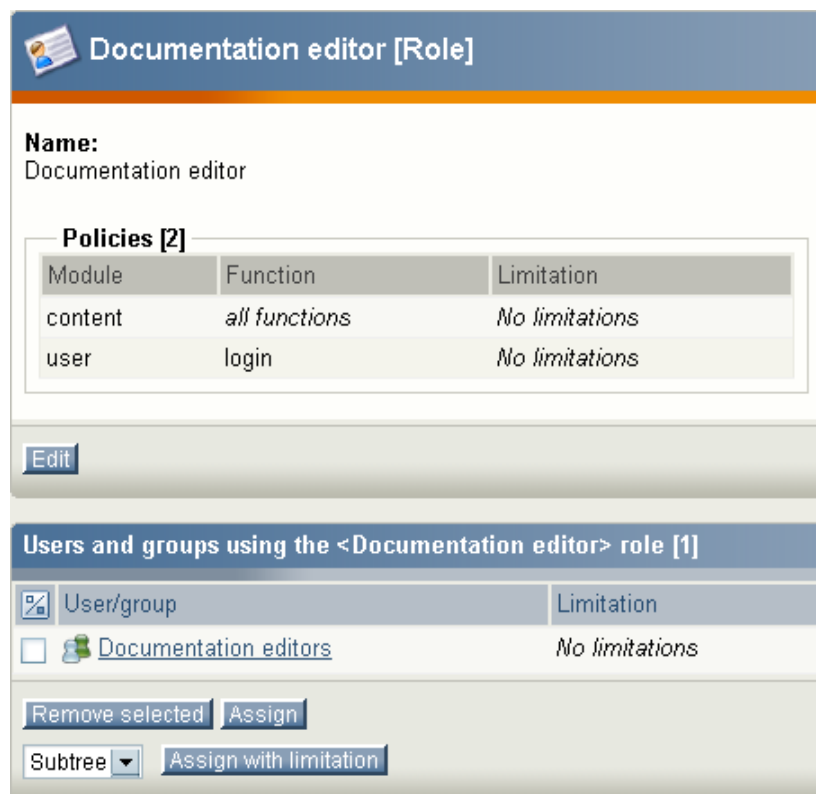 Documentation editor [Role]
Name:
Documentation editor
Policies [2]
Module Function Limitation
content all functions No limitations
user login No limitations
Edit
Users and groups using the <Documentation editor> role [1]
User/group Limitation
Documentation editors No limitations
Remove selected Assign
Subtree Assign with limitation